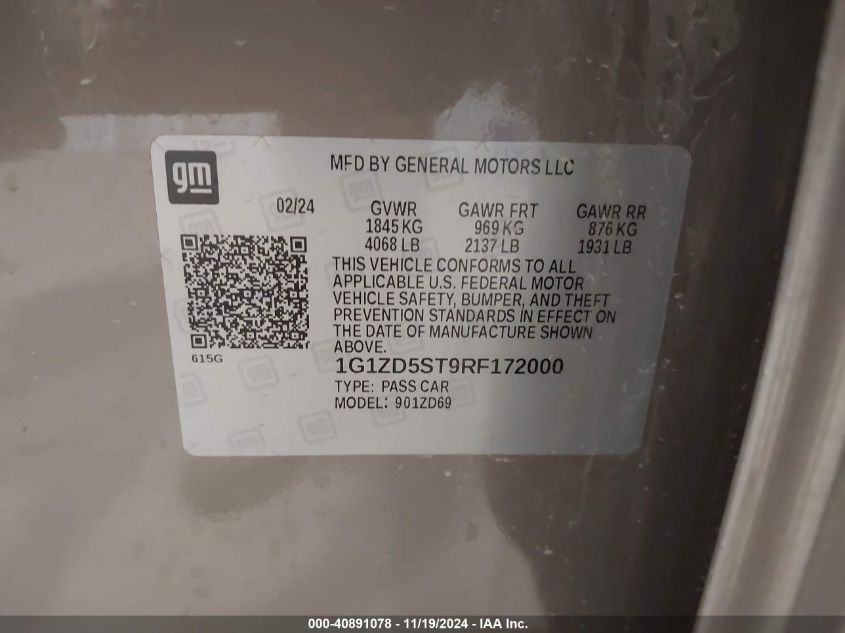 gm
MFD BY GENERAL MOTORS LLC
02/24 GVWR GAWR FRT GAWR RR
1845 KG 969 KG 876 KG
4068 LB 2137 LB 1931 LB
THIS VEHICLE CONFORMS TO ALL
APPLICABLE U.S. FEDERAL MOTOR
VEHICLE SAFETY, BUMPER, AND THEFT
PREVENTION STANDARDS IN EFFECT ON
THE DATE OF MANUFACTURE SHOWN
ABOVE.
615G
1G1ZD5ST9RF172000
TYPE: PASS CAR
MODEL: 901ZD69
000-40891078 - 11/19/2024 - IAA Inc.